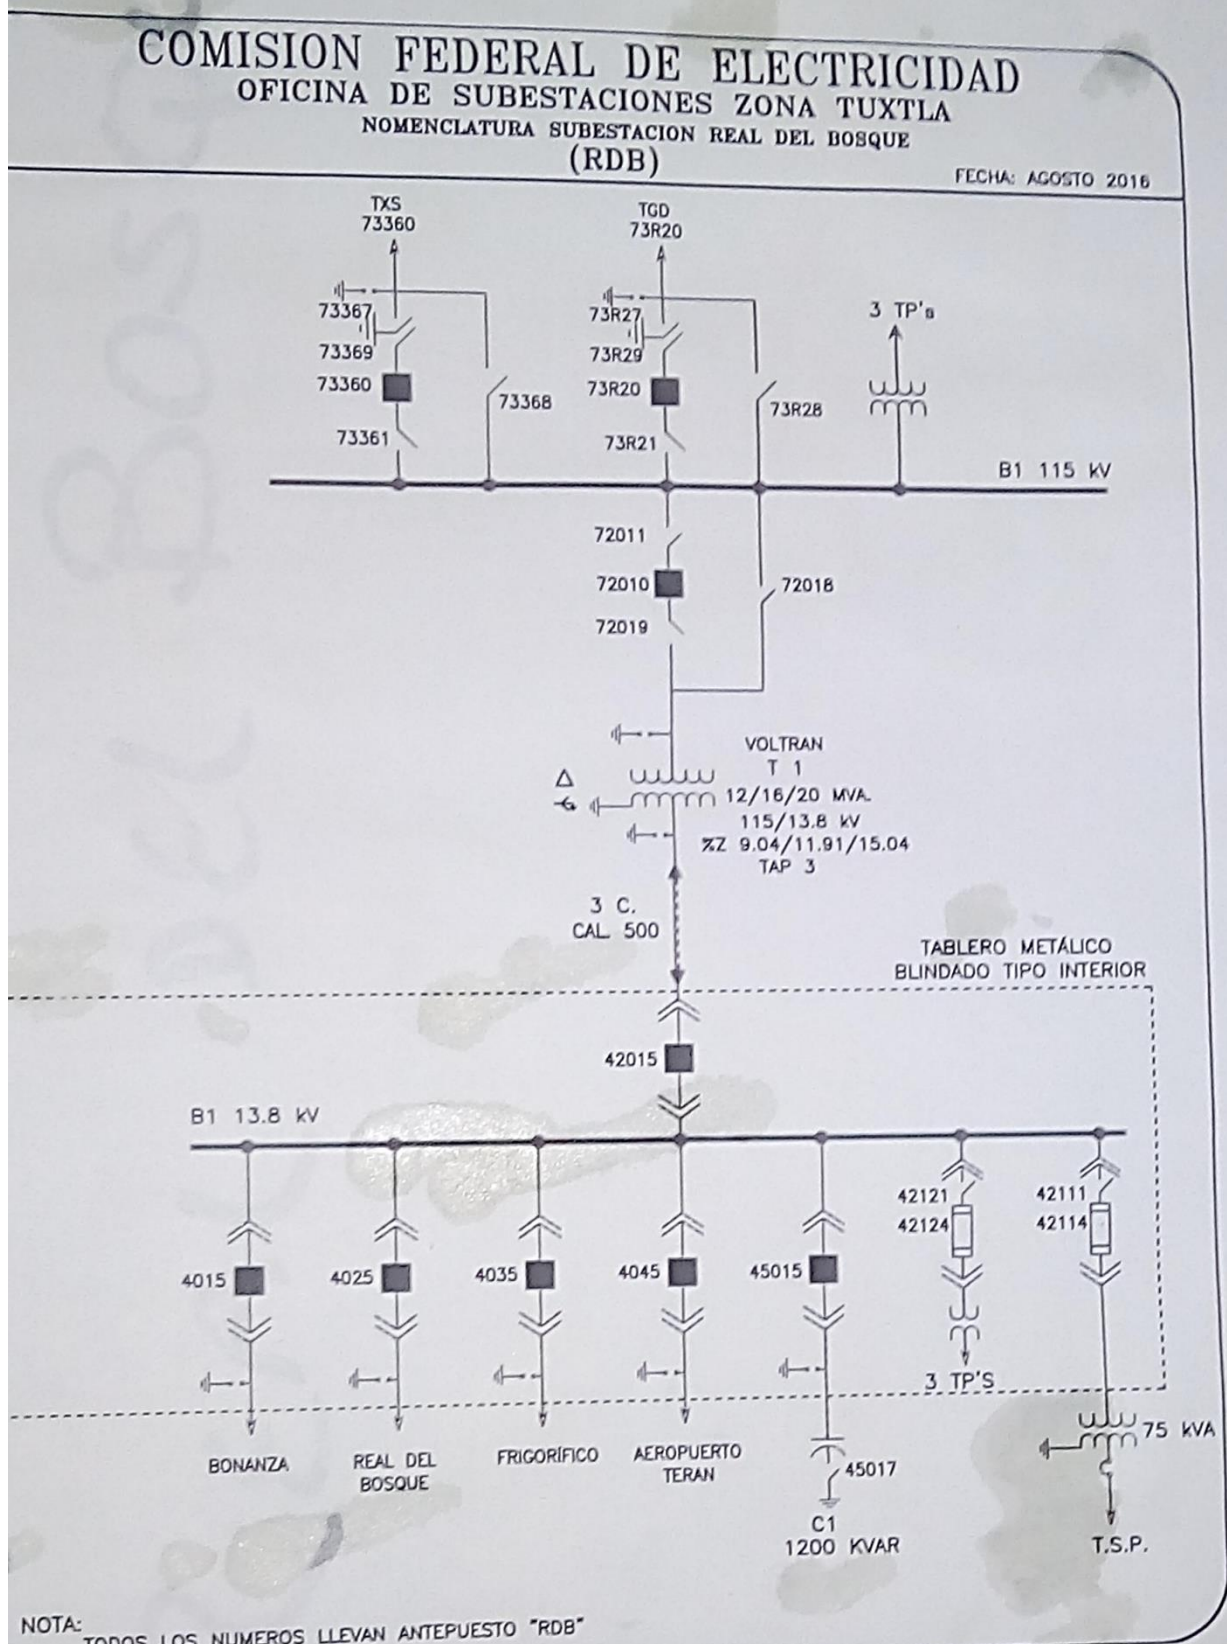 COMISION FEDERAL DE ELECTRICIDAD
OFICINA DE SUBESTACIONES ZONA TUXTLA
NOMENCLATURA SUBESTACION REAL DEL BOSQUE
(RDB)
FECHA: AGOSTO 2016
TXS
73360
TGD
73R20
73367
73369
73360
73361
73368
73R27
73R29
73R20
73R21
73R28
3 TP's
B1 115 kV
72011
72010
72019
72018
VOLTRAN
T 1
12/16/20 MVA.
115/13.8 kV
%Z 9.04/11.91/15.04
TAP 3
Δ
3 C.
CAL. 500
TABLERO METÁLICO
BLINDADO TIPO INTERIOR
42015
B1 13.8 kV
4015
4025
4035
4045
45015
42121
42124
42111
42114
3 TP'S
75 kVA
BONANZA
REAL DEL
BOSQUE
FRIGORÍFICO
AEROPUERTO
TERAN
45017
C1
1200 KVAR
T.S.P.
NOTA:
TODOS LOS NUMEROS LLEVAN ANTEPUESTO "RDB"